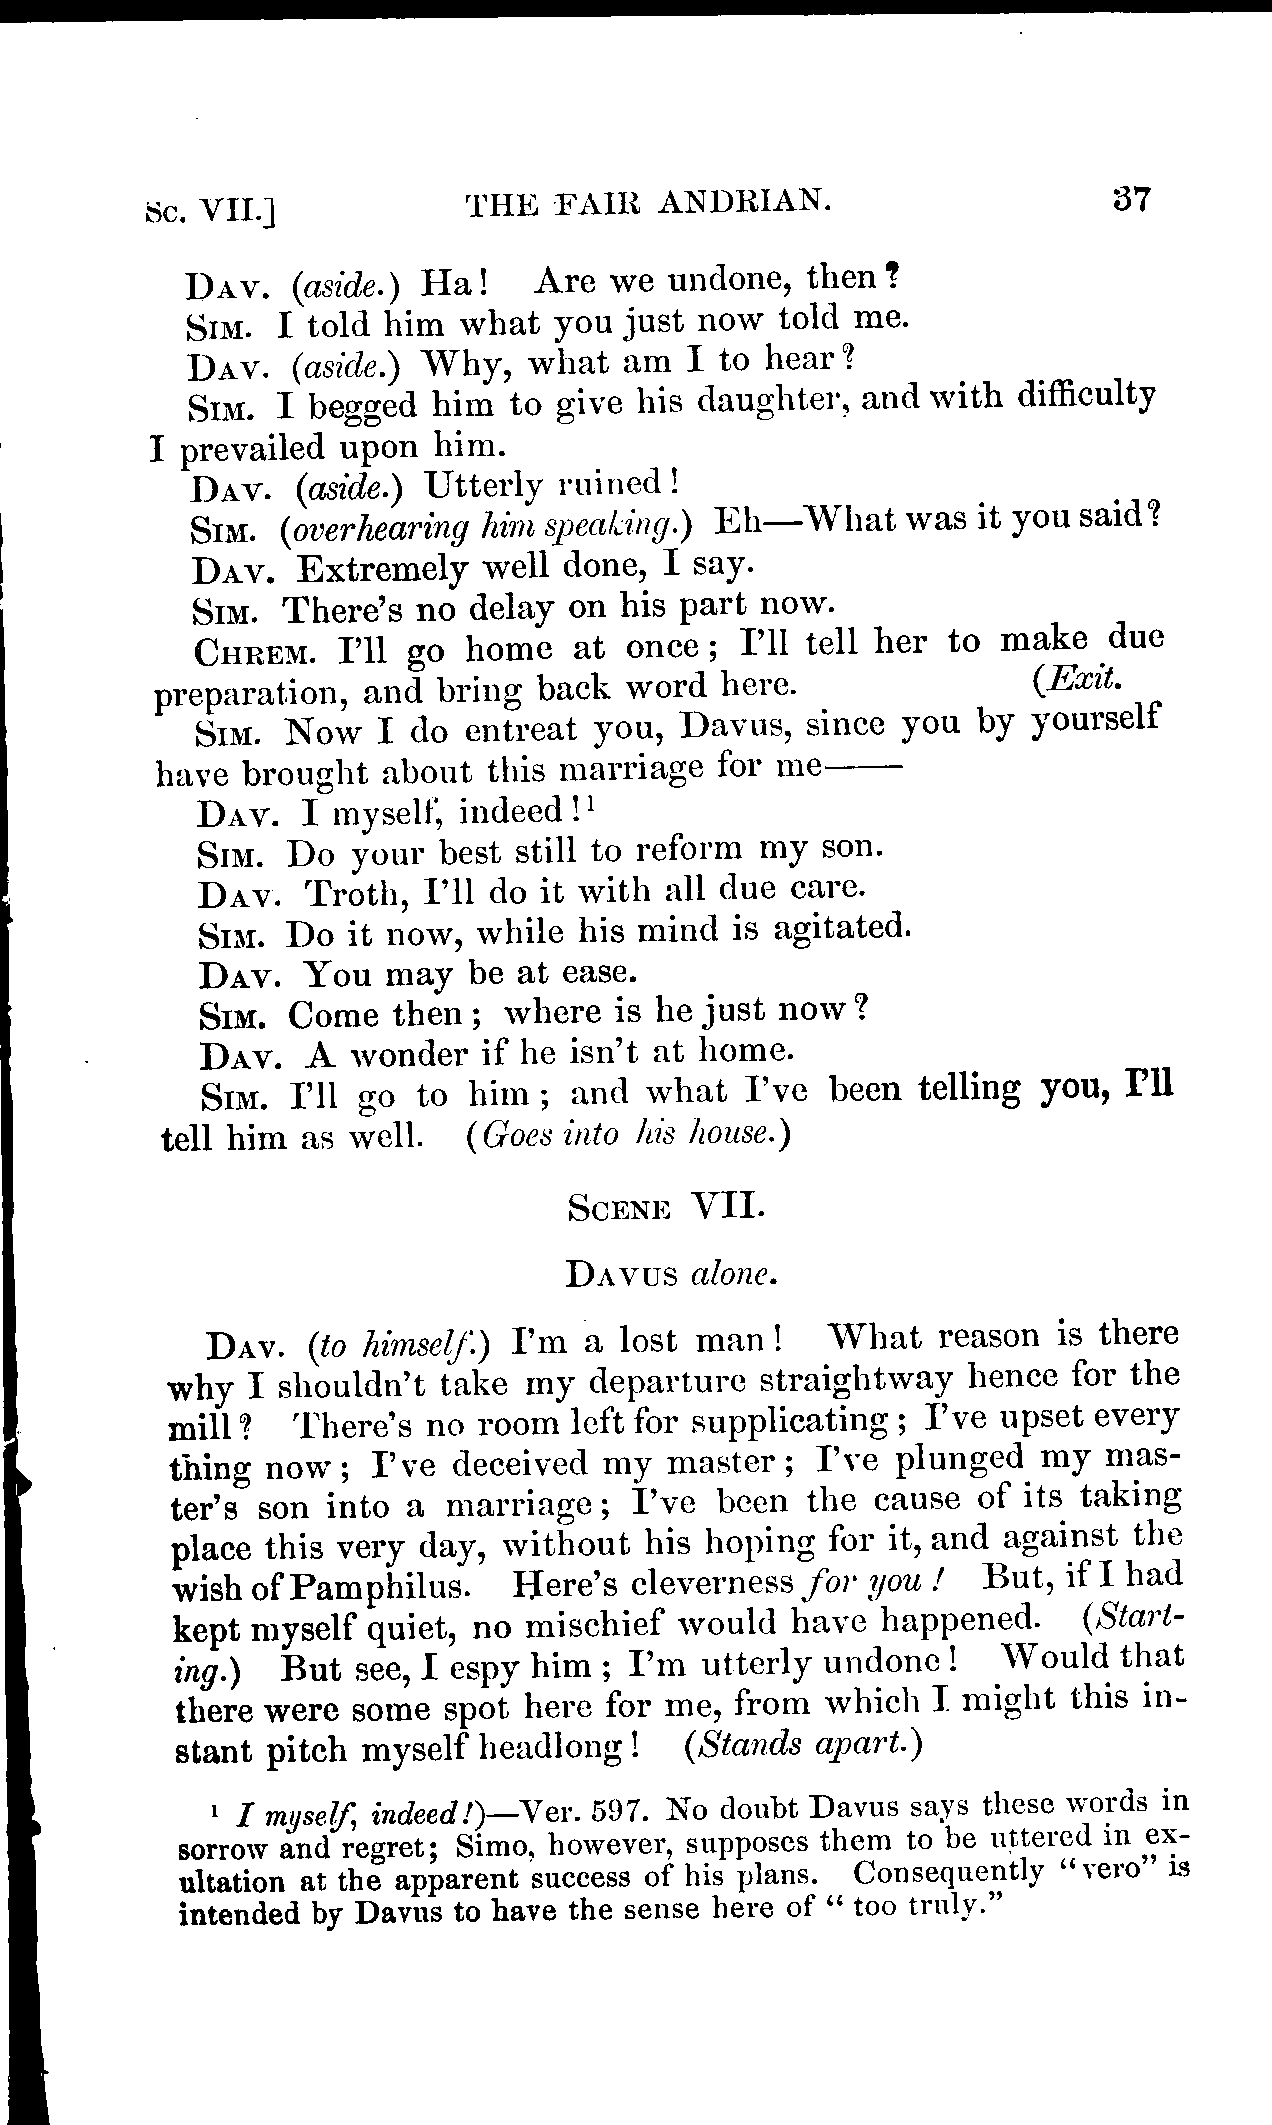 Sc. VII.] THE FAIR ANDRIAN. 37
DAV. (aside.) Ha! Are we undone, then?
SIM. I told him what you just now told me.
DAV. (aside.) Why, what am I to hear?
SIM. I begged him to give his daughter, and with difficulty
I prevailed upon him.
DAV. (aside.) Utterly ruined!
SIM. (overhearing him speaking.) Eh—What was it you said?
DAV. Extremely well done, I say.
SIM. There's no delay on his part now.
CHREM. I'll go home at once; I'll tell her to make due
preparation, and bring back word here. (Exit.
SIM. Now I do entreat you, Davus, since you by yourself
have brought about this marriage for me——
DAV. I myself, indeed!¹
SIM. Do your best still to reform my son.
DAV. Troth, I'll do it with all due care.
SIM. Do it now, while his mind is agitated.
DAV. You may be at ease.
SIM. Come then; where is he just now?
DAV. A wonder if he isn't at home.
SIM. I'll go to him; and what I've been telling you, I'll
tell him as well. (Goes into his house.)
SCENE VII.
DAVUS alone.
DAV. (to himself.) I'm a lost man! What reason is there
why I shouldn't take my departure straightway hence for the
mill? There's no room left for supplicating; I've upset every
thing now; I've deceived my master; I've plunged my mas-
ter's son into a marriage; I've been the cause of its taking
place this very day, without his hoping for it, and against the
wish of Pamphilus. Here's cleverness for you! But, if I had
kept myself quiet, no mischief would have happened. (Start-
ing.) But see, I espy him; I'm utterly undone! Would that
there were some spot here for me, from which I might this in-
stant pitch myself headlong! (Stands apart.)
¹ I myself, indeed!)—Ver. 597. No doubt Davus says these words in
sorrow and regret; Simo, however, supposes them to be uttered in ex-
ultation at the apparent success of his plans. Consequently "vero" is
intended by Davus to have the sense here of "too truly."